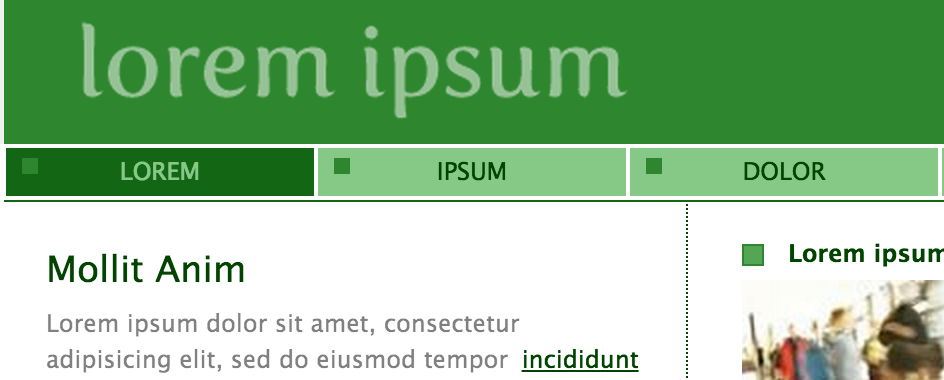 lorem ipsum
LOREM
IPSUM
DOLOR
Mollit Anim
Lorem ipsum dolor sit amet, consectetur
adipisicing elit, sed do eiusmod tempor incididunt
Lorem ipsum